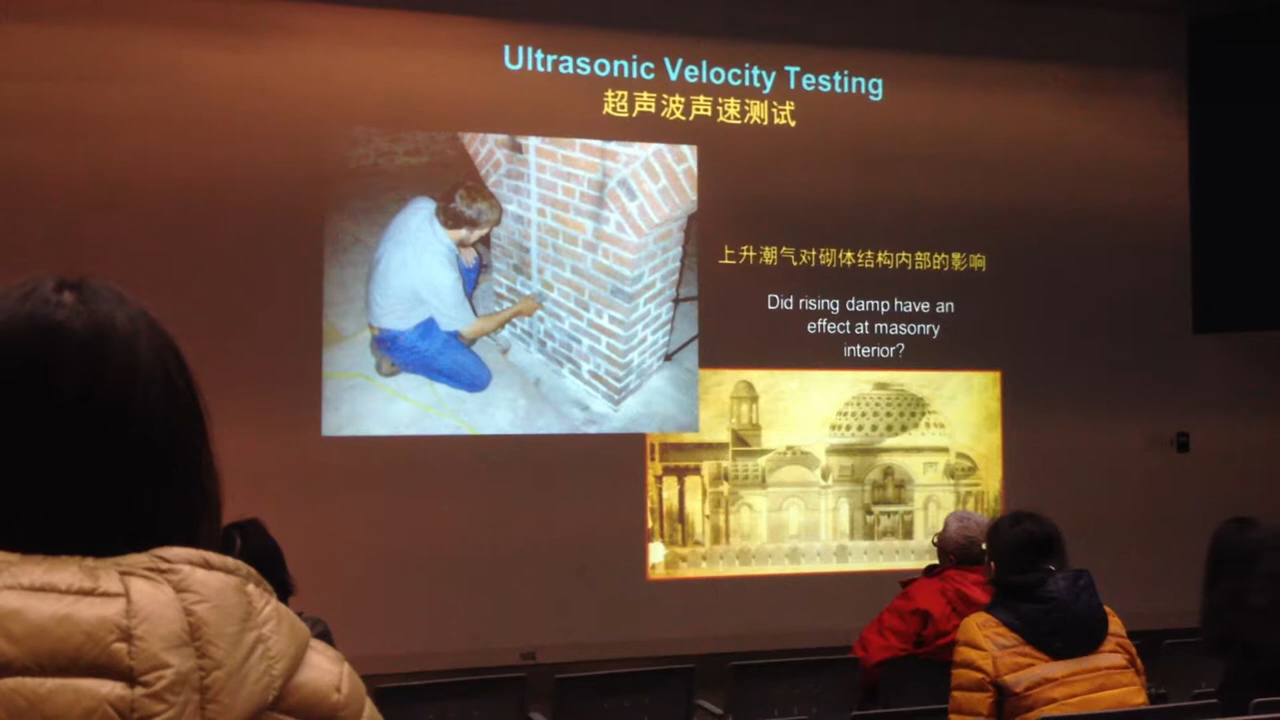 Ultrasonic Velocity Testing
超声波声速测试
上升潮气对砌体结构内部的影响
Did rising damp have an
effect at masonry
interior?